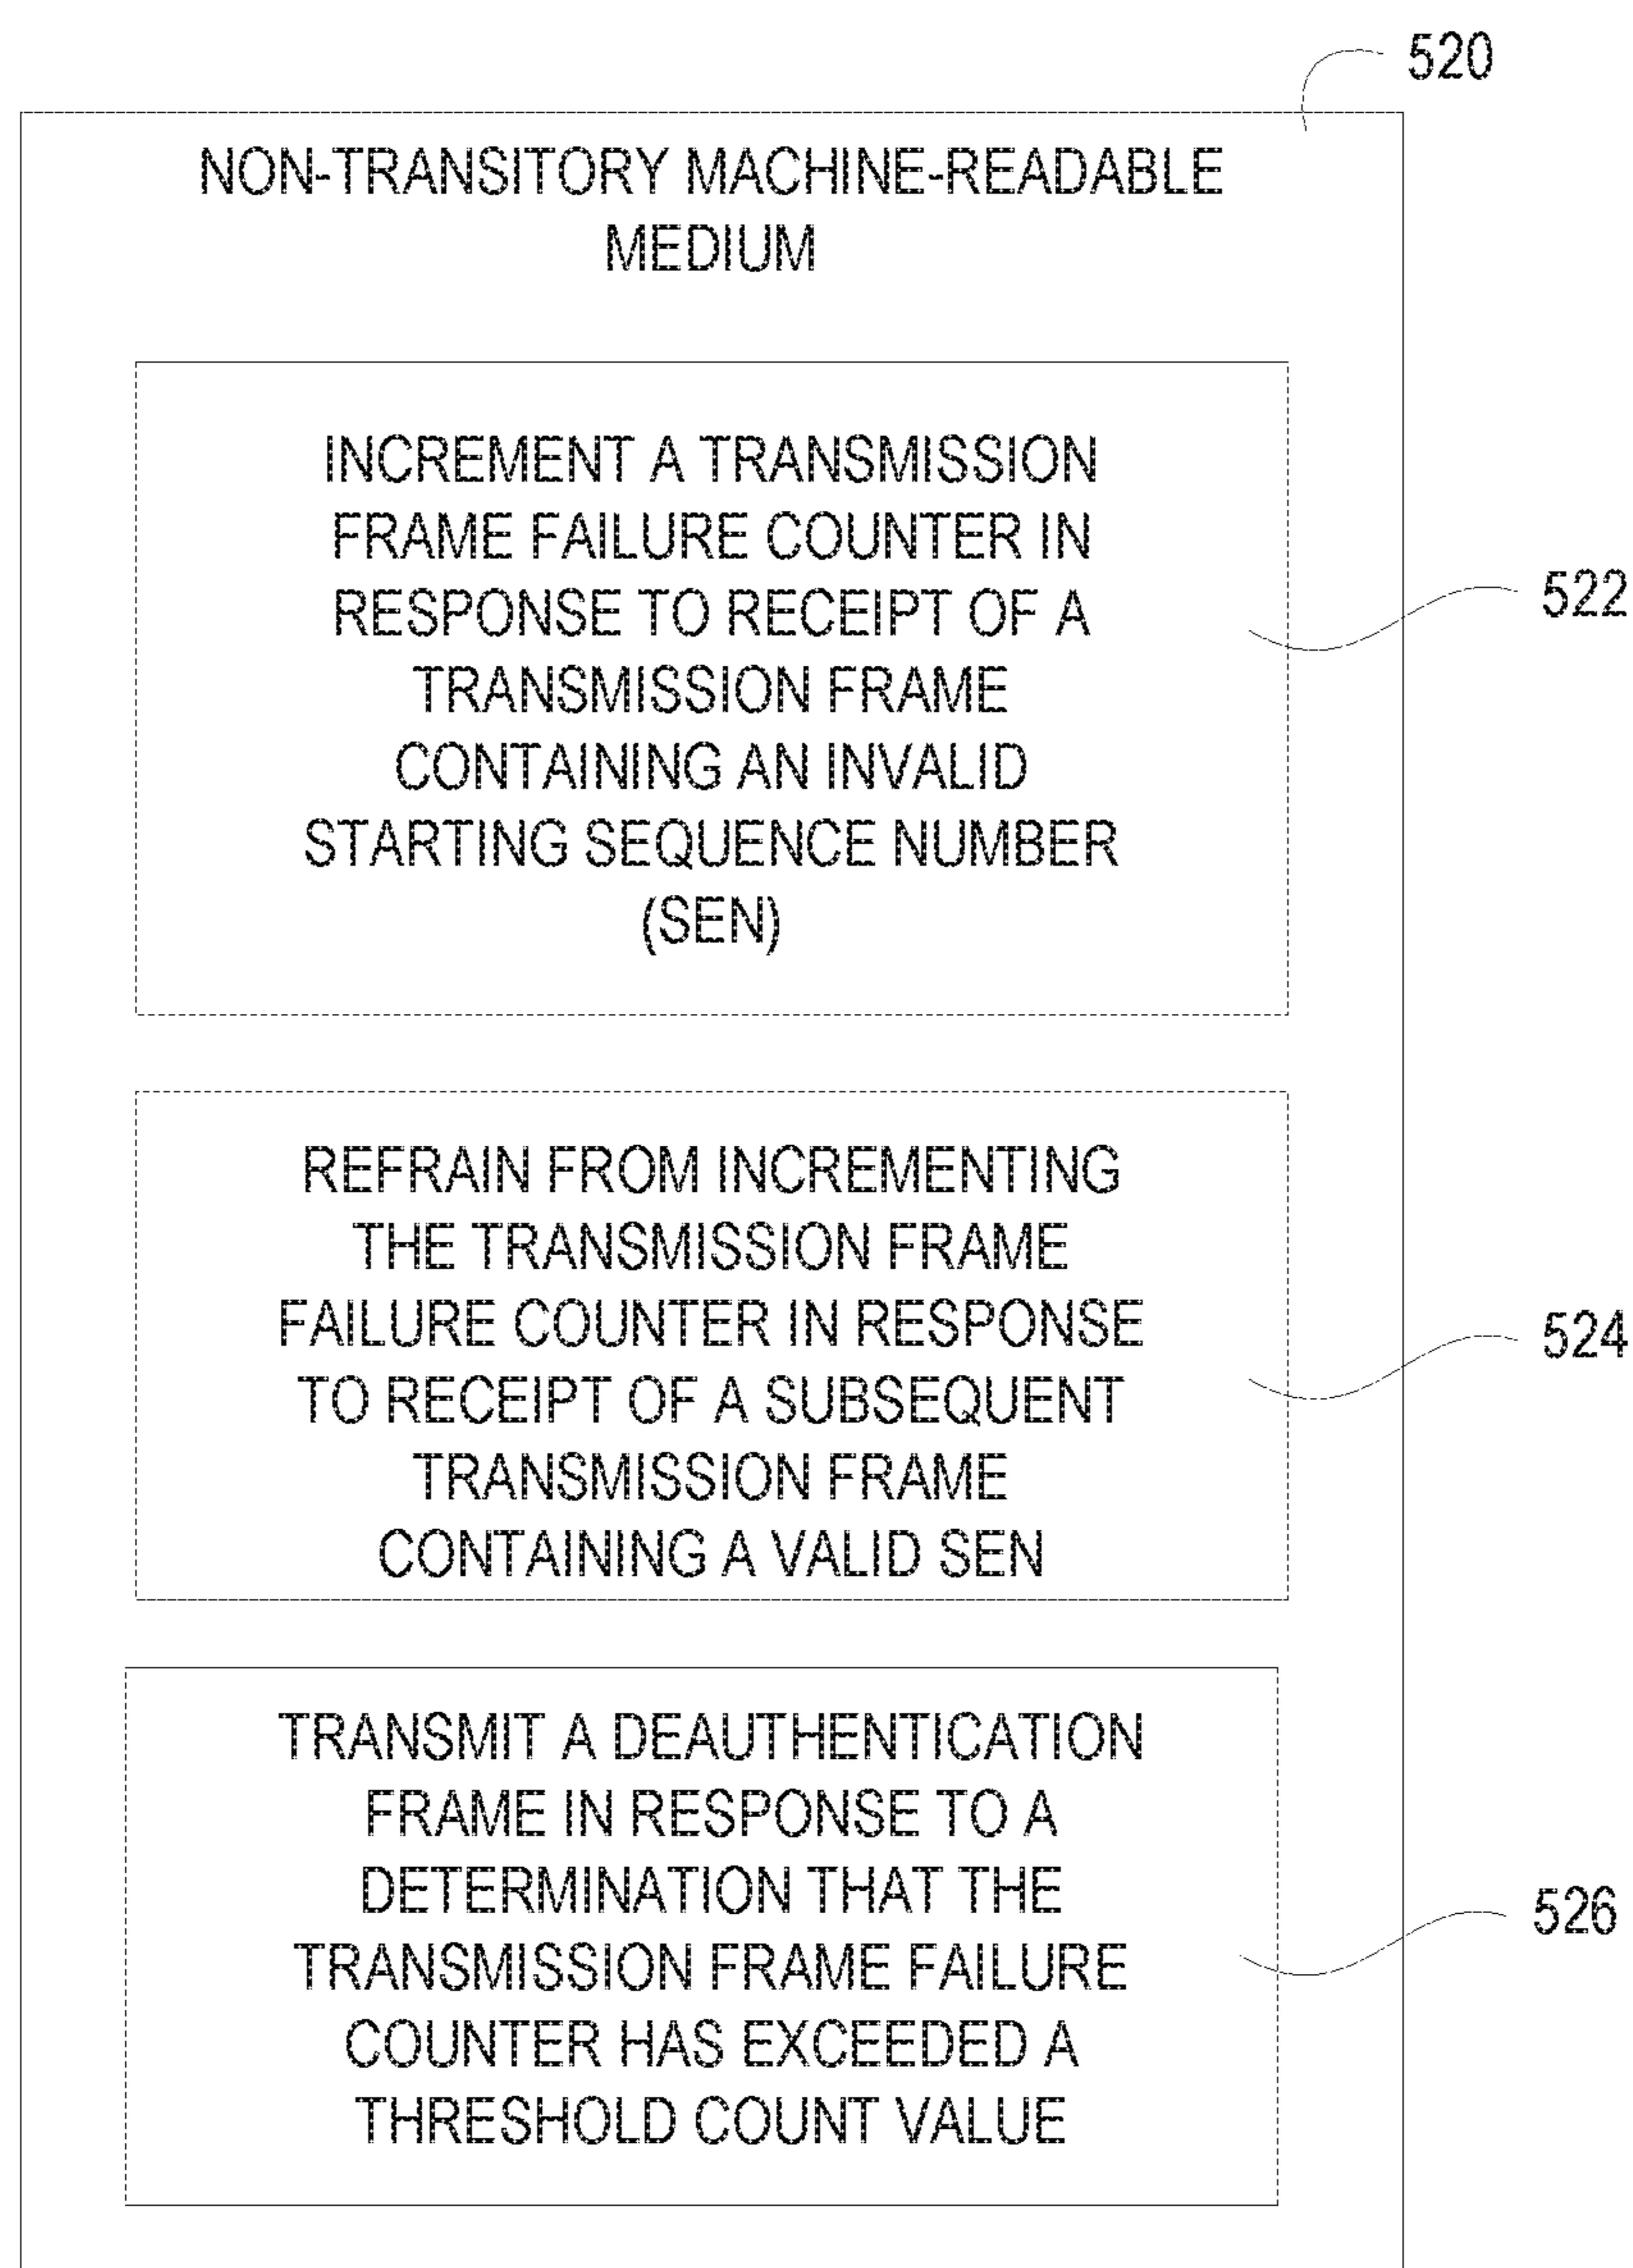 520
NON-TRANSITORY MACHINE-READABLE
MEDIUM
INCREMENT A TRANSMISSION
FRAME FAILURE COUNTER IN
RESPONSE TO RECEIPT OF A
TRANSMISSION FRAME
CONTAINING AN INVALID
STARTING SEQUENCE NUMBER
(SEN)
522
REFRAIN FROM INCREMENTING
THE TRANSMISSION FRAME
FAILURE COUNTER IN RESPONSE
TO RECEIPT OF A SUBSEQUENT
TRANSMISSION FRAME
CONTAINING A VALID SEN
524
TRANSMIT A DEAUTHENTICATION
FRAME IN RESPONSE TO A
DETERMINATION THAT THE
TRANSMISSION FRAME FAILURE
COUNTER HAS EXCEEDED A
THRESHOLD COUNT VALUE
526